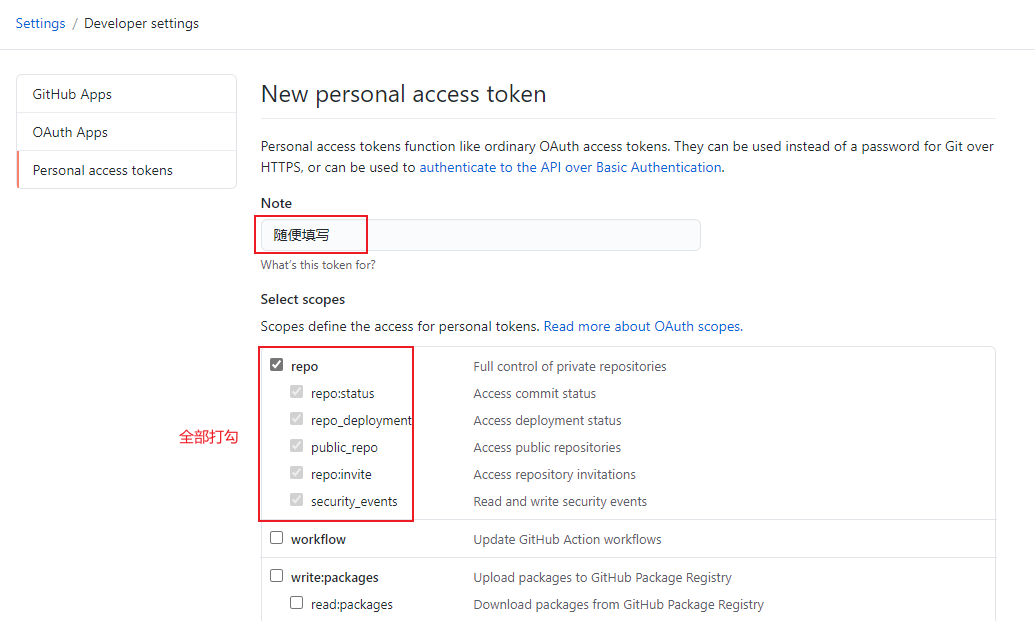 Settings / Developer settings
GitHub Apps
OAuth Apps
Personal access tokens
New personal access token
Personal access tokens function like ordinary OAuth access tokens. They can be used instead of a password for Git over
HTTPS, or can be used to authenticate to the API over Basic Authentication.
Note
随便填写
What's this token for?
Select scopes
Scopes define the access for personal tokens. Read more about OAuth scopes.
repo Full control of private repositories
repo:status Access commit status
repo_deployment Access deployment status
全部打勾
public_repo Access public repositories
repo:invite Access repository invitations
security_events Read and write security events
workflow Update GitHub Action workflows
write:packages Upload packages to GitHub Package Registry
read:packages Download packages from GitHub Package Registry